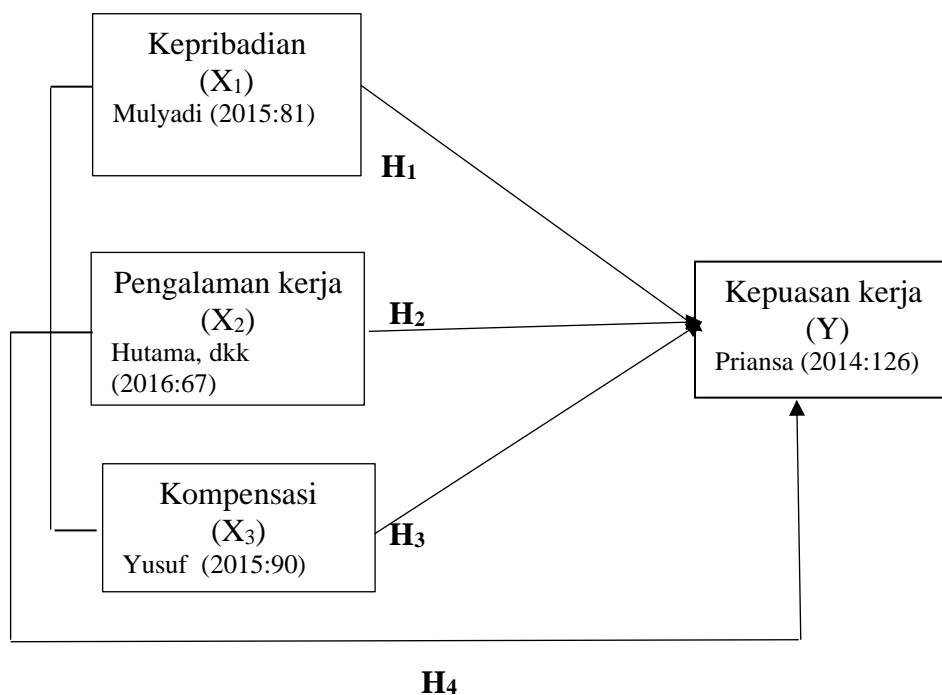 Kepribadian
(X₁)
Mulyadi (2015:81)
H₁
Pengalaman kerja
(X₂)
Hutama, dkk
(2016:67)
H₂
Kepuasan kerja
(Y)
Priansa (2014:126)
Kompensasi
(X₃)
Yusuf (2015:90)
H₃
H₄